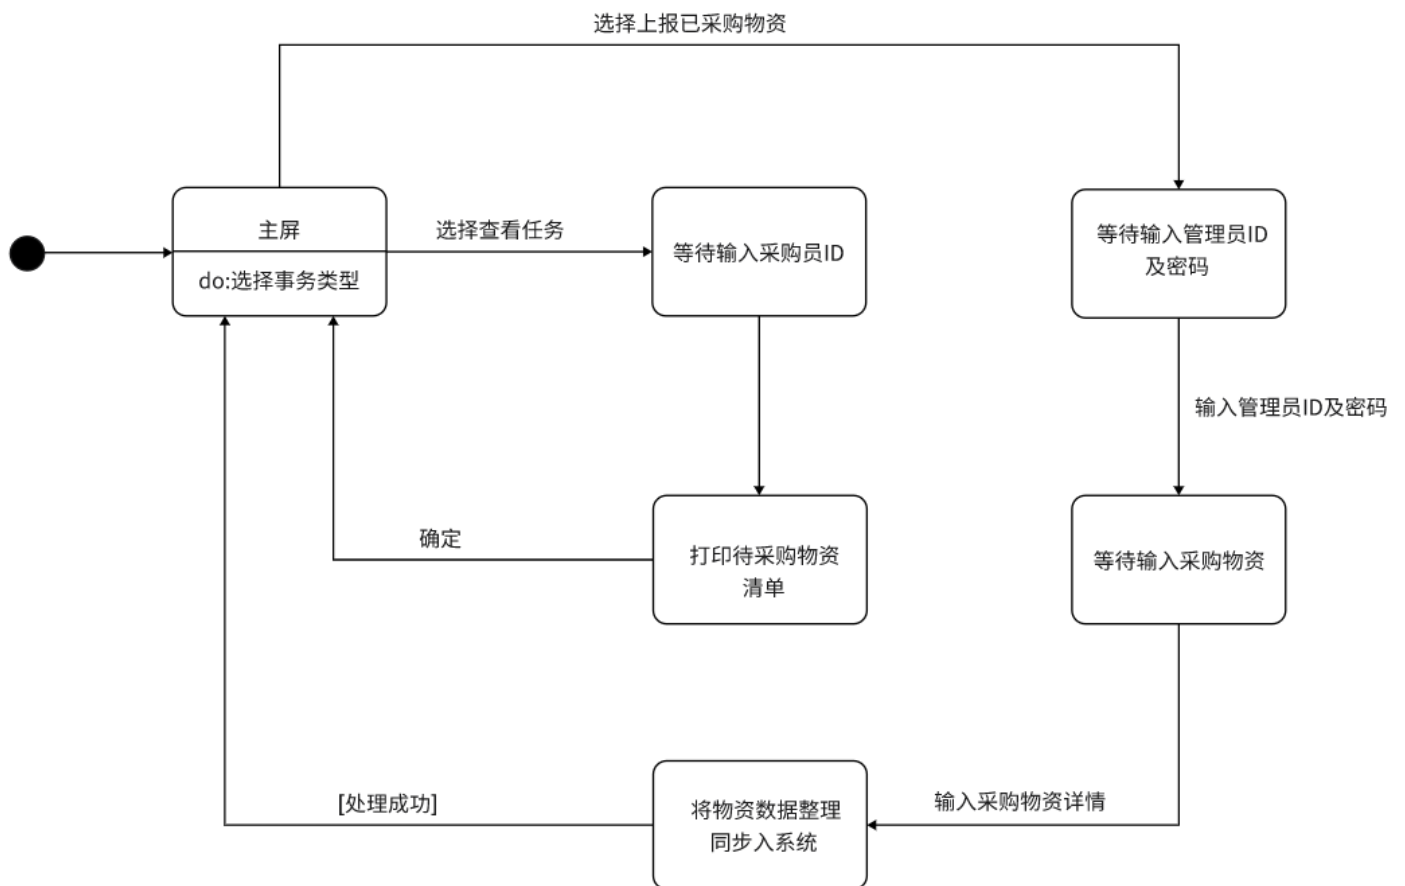 选择上报已采购物资
主屏
do:选择事务类型
选择查看任务
等待输入采购员ID
等待输入管理员ID
及密码
输入管理员ID及密码
确定
打印待采购物资
清单
等待输入采购物资
[处理成功]
将物资数据整理
同步入系统
输入采购物资详情